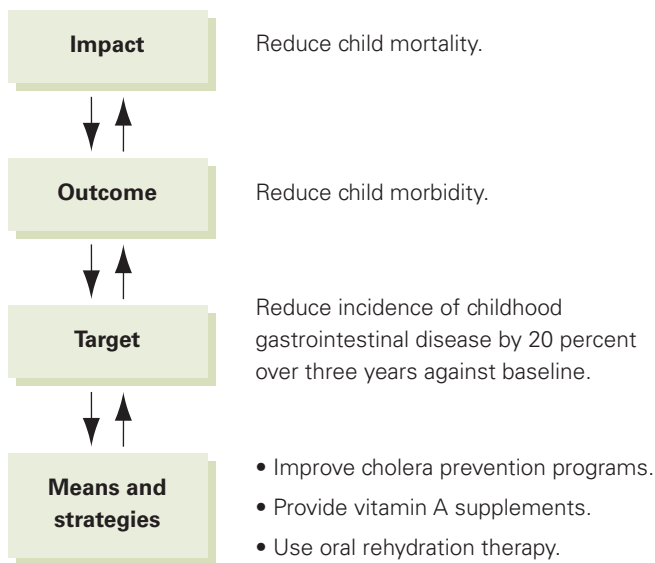 Impact
Reduce child mortality.
Outcome
Reduce child morbidity.
Target
Reduce incidence of childhood
gastrointestinal disease by 20 percent
over three years against baseline.
Means and
strategies
• Improve cholera prevention programs.
• Provide vitamin A supplements.
• Use oral rehydration therapy.